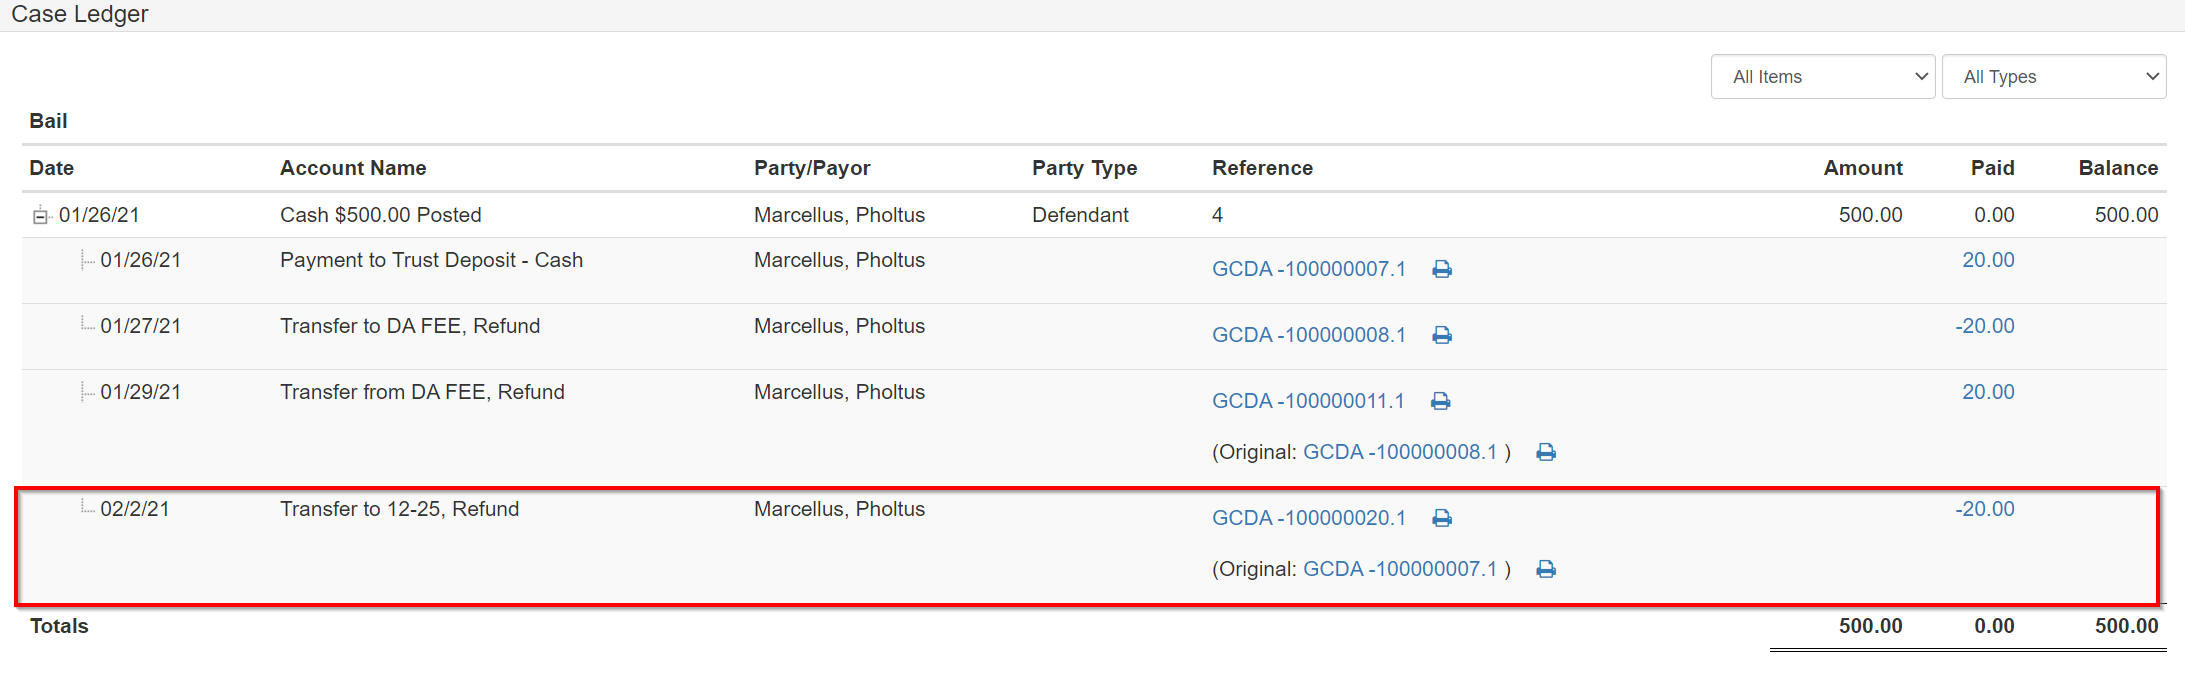 Case Ledger
All Items All Types
Bail
Date Account Name Party/Payor Party Type Reference Amount Paid Balance
01/26/21 Cash $500.00 Posted Marcellus, Pholtus Defendant 4 500.00 0.00 500.00
01/26/21 Payment to Trust Deposit - Cash Marcellus, Pholtus GCDA -100000007.1 20.00
01/27/21 Transfer to DA FEE, Refund Marcellus, Pholtus GCDA -100000008.1 -20.00
01/29/21 Transfer from DA FEE, Refund Marcellus, Pholtus GCDA -100000011.1 20.00
(Original: GCDA -100000008.1 )
02/2/21 Transfer to 12-25, Refund Marcellus, Pholtus GCDA -100000020.1 -20.00
(Original: GCDA -100000007.1 )
Totals 500.00 0.00 500.00